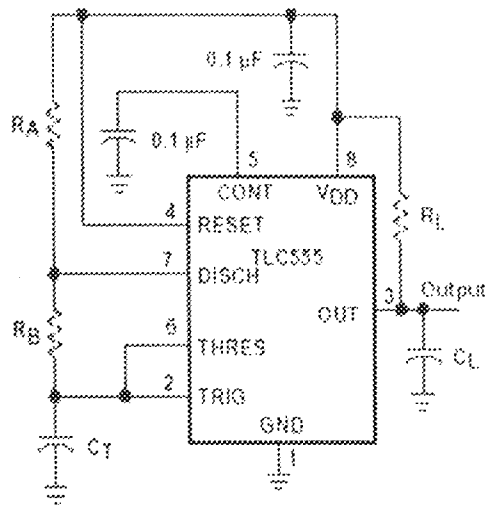 0.1 µF
RA
0.1 µF
5
8
CONT
VDD
RL
4
RESET
TLC555
7
DISCH
3
Output
OUT
RB
6
THRES
CL
2
TRIG
GND
CT
1